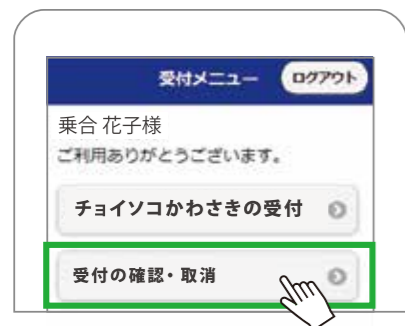 受付メニュー ログアウト
乗合 花子様
ご利用ありがとうございます。
チョイソコかわさきの受付
受付の確認・取消